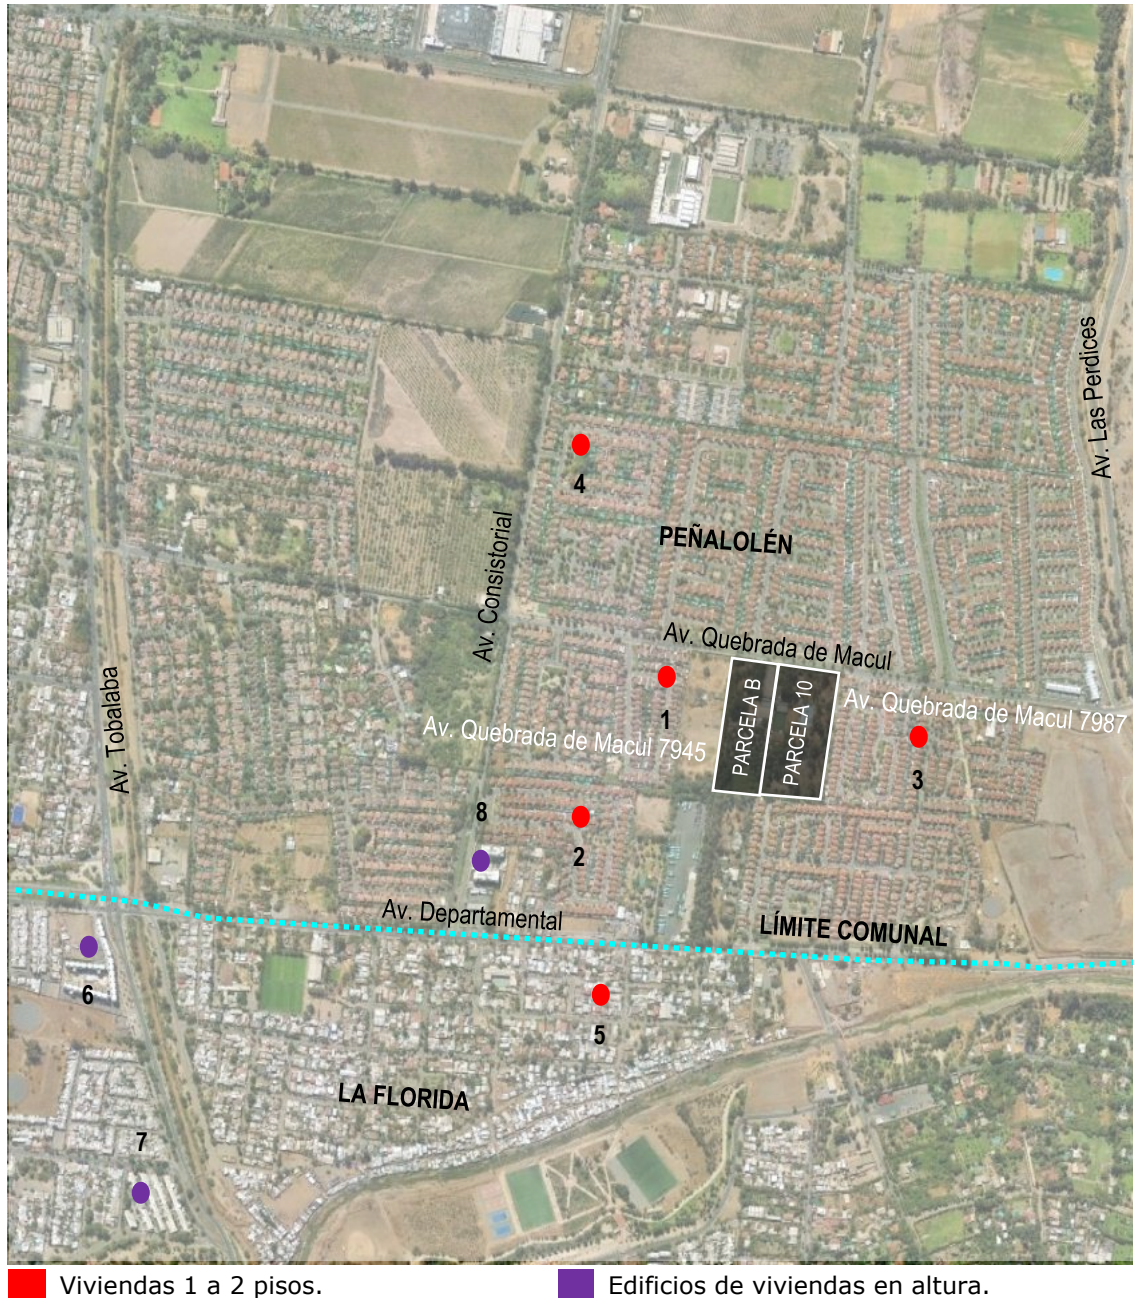 Av. Las Perdices
4
PEÑALOLÉN
Av. Consistorial
Av. Quebrada de Macul
Av. Tobalaba
1
PARCELA B
PARCELA 10
Av. Quebrada de Macul 7987
Av. Quebrada de Macul 7945
3
8
2
Av. Departamental
LÍMITE COMUNAL
6
5
LA FLORIDA
7
Viviendas 1 a 2 pisos.
Edificios de viviendas en altura.